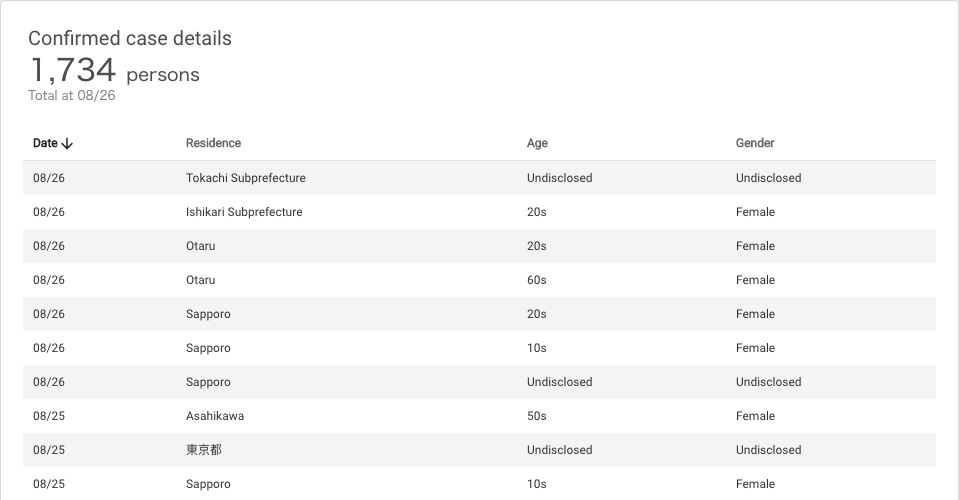 Confirmed case details
1,734 persons
Total at 08/26
Date Residence Age Gender
08/26 Tokachi Subprefecture Undisclosed Undisclosed
08/26 Ishikari Subprefecture 20s Female
08/26 Otaru 20s Female
08/26 Otaru 60s Female
08/26 Sapporo 20s Female
08/26 Sapporo 10s Female
08/26 Sapporo Undisclosed Undisclosed
08/25 Asahikawa 50s Female
08/25 東京都 Undisclosed Undisclosed
08/25 Sapporo 10s Female